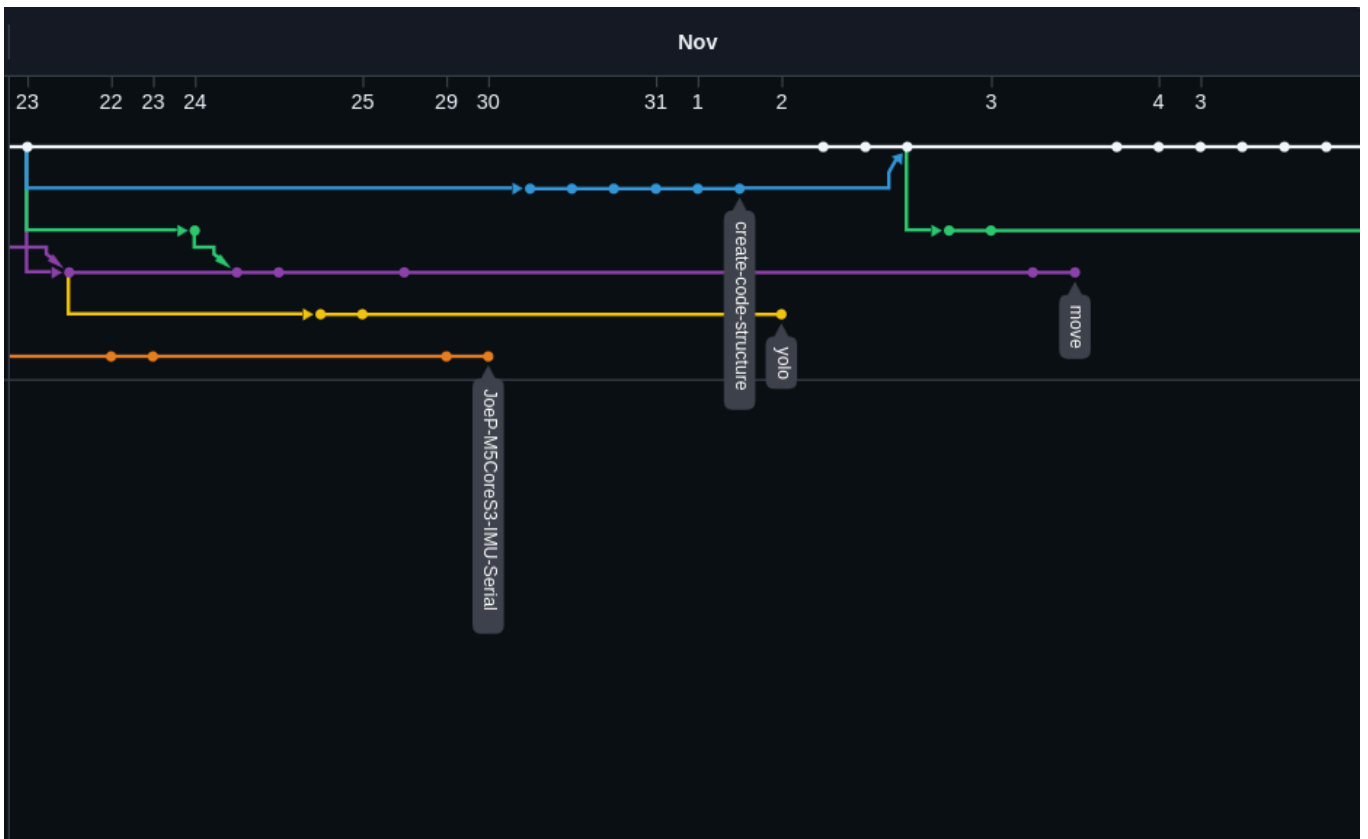 Nov
23 22 23 24 25 29 30 31 1 2 3 4 3
create-code-structure
yolo
move
JoeP-M5CoreS3-IMU-Serial